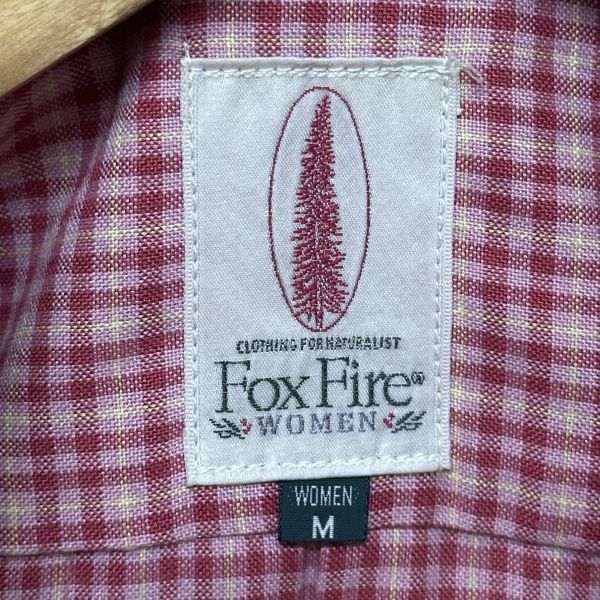 CLOTHING FOR NATURALIST
FoxFire®
WOMEN
WOMEN
M